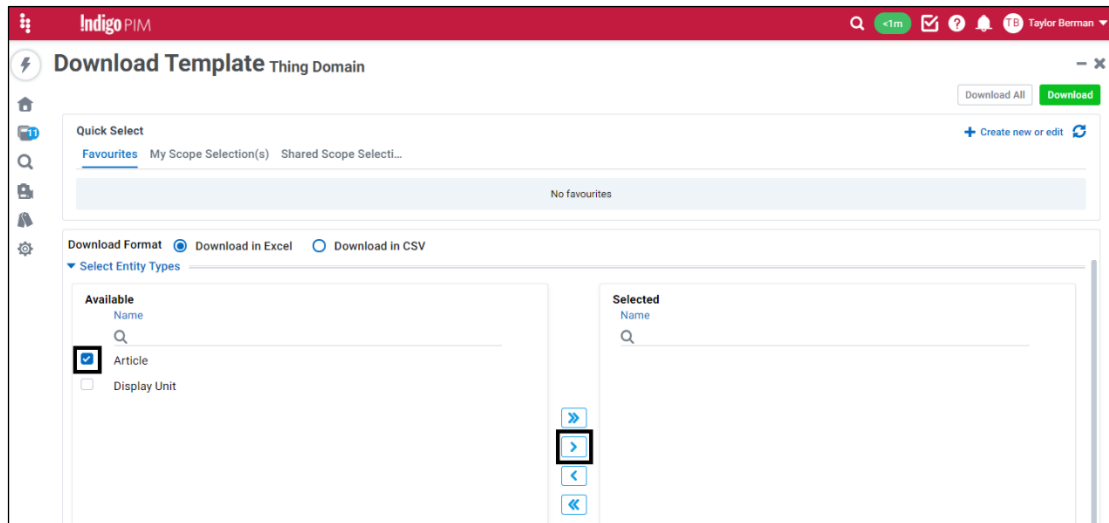 Indigo PIM
<1m
TB Taylor Berman
Download Template Thing Domain
Download All Download
11
Quick Select
Create new or edit
Favourites My Scope Selection(s) Shared Scope Selecti...
No favourites
Download Format Download in Excel Download in CSV
Select Entity Types
Available Selected
Name Name
Article
Display Unit